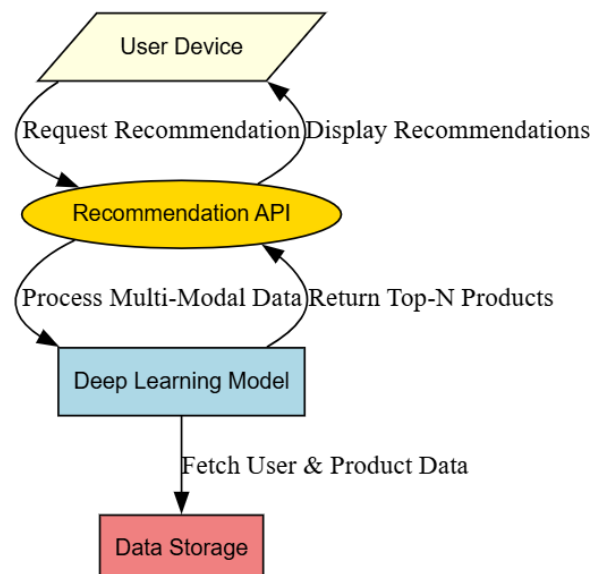 User Device
Request Recommendation
Display Recommendations
Recommendation API
Process Multi-Modal Data
Return Top-N Products
Deep Learning Model
Fetch User & Product Data
Data Storage